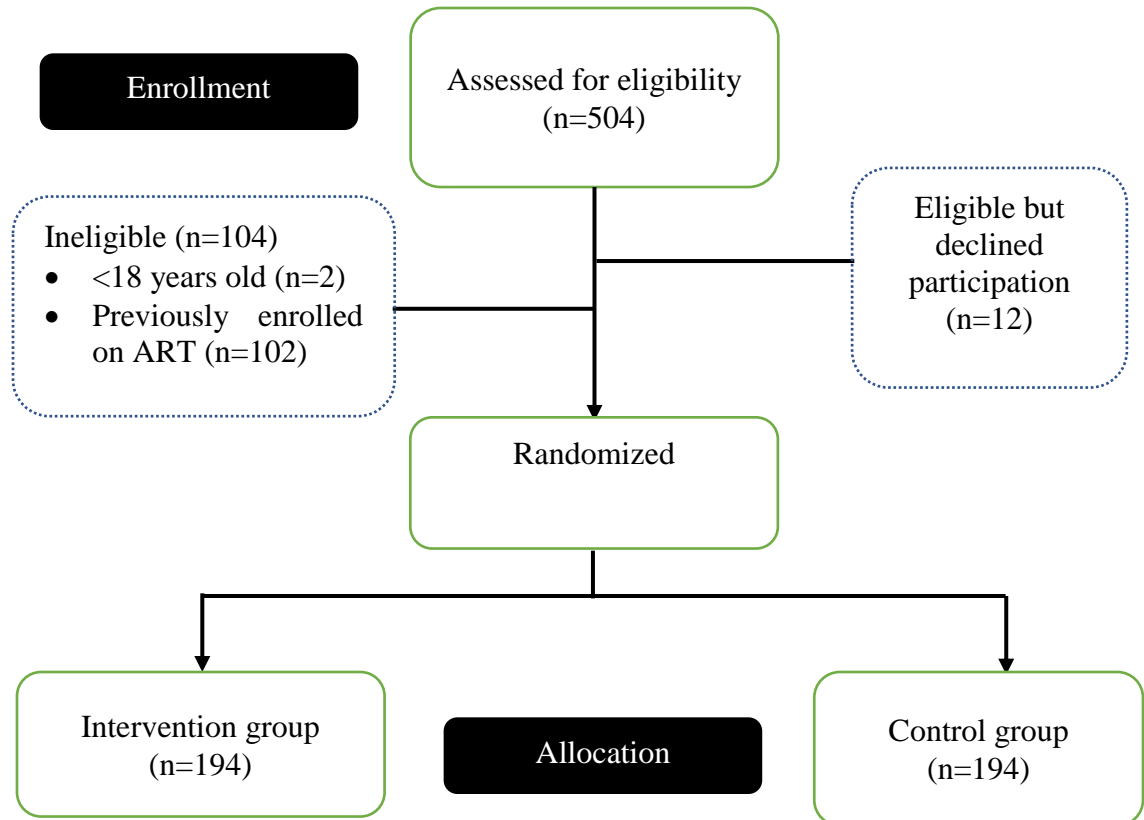 Enrollment
Assessed for eligibility
(n=504)
Ineligible (n=104)
• <18 years old (n=2)
• Previously enrolled
on ART (n=102)
Eligible but
declined
participation
(n=12)
Randomized
Intervention group
(n=194)
Allocation
Control group
(n=194)